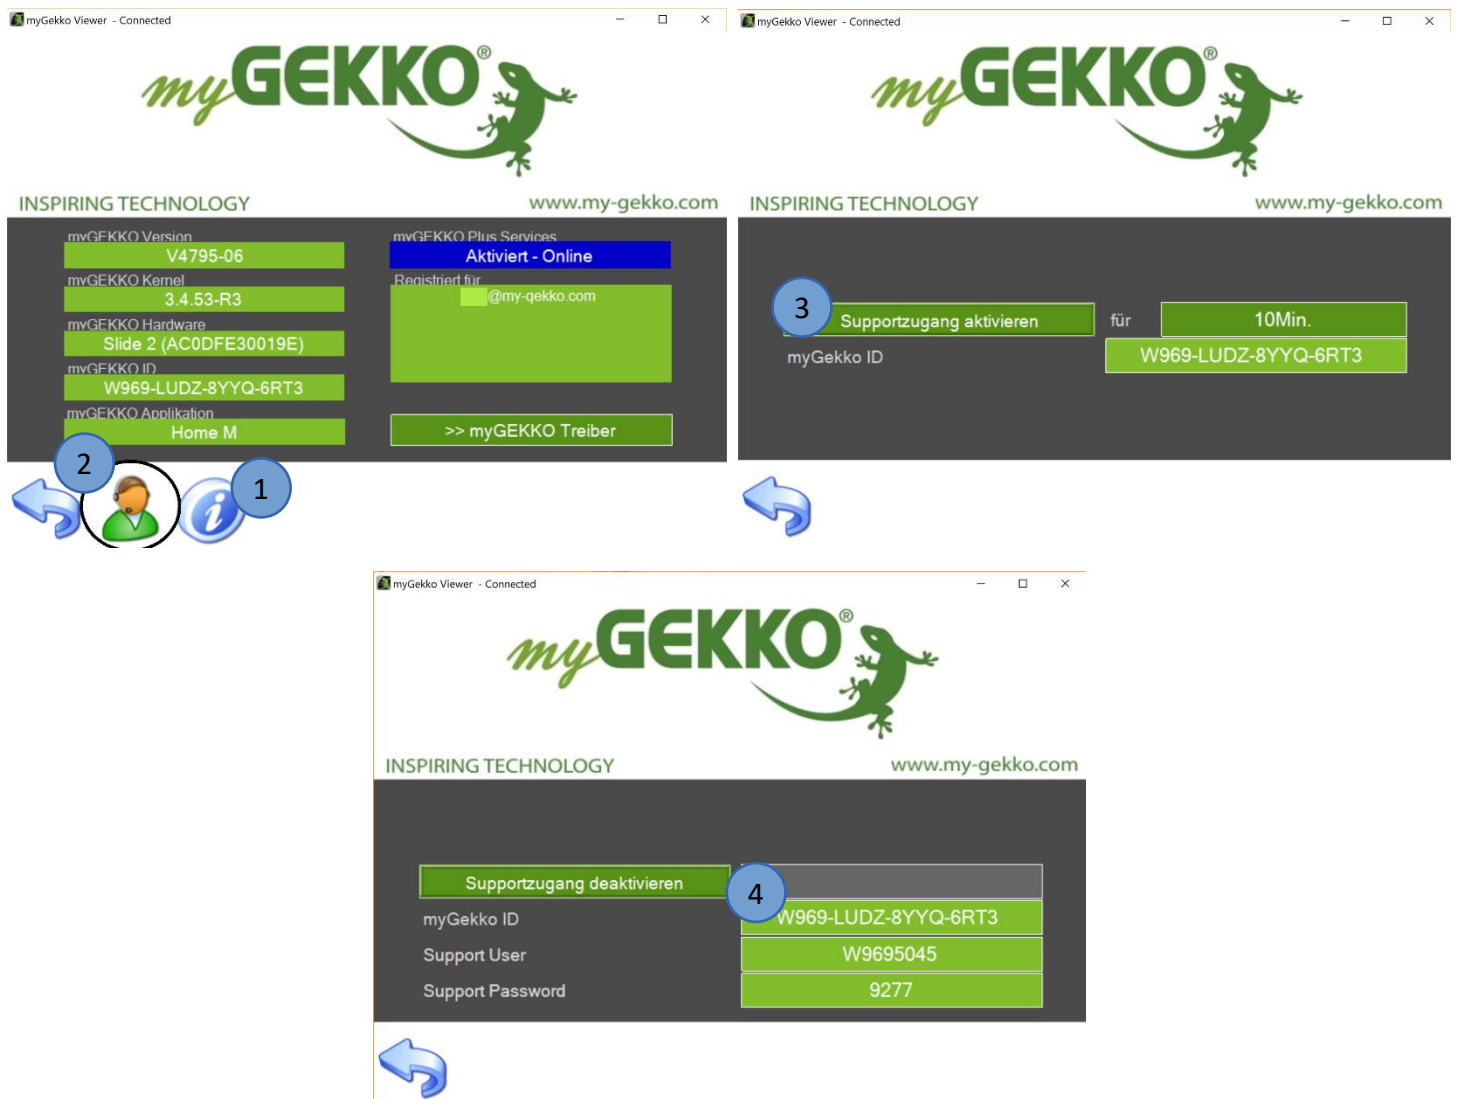 myGekko Viewer - Connected
myGEKKO®
INSPIRING TECHNOLOGY
www.my-gekko.com
myGEKKO Version
V4795-06
myGEKKO Kernel
3.4.53-R3
myGEKKO Hardware
Slide 2 (AC0DFE30019E)
myGEKKO ID
W969-LUDZ-8YYQ-6RT3
myGEKKO Applikation
Home M
myGEKKO Plus Services
Aktiviert - Online
Registriert für
@my-gekko.com
>> myGEKKO Treiber
2
i
1
myGekko Viewer - Connected
myGEKKO®
INSPIRING TECHNOLOGY
www.my-gekko.com
3
Supportzugang aktivieren
für
10Min.
myGekko ID
W969-LUDZ-8YYQ-6RT3
myGekko Viewer - Connected
myGEKKO®
INSPIRING TECHNOLOGY
www.my-gekko.com
Supportzugang deaktivieren
4
myGekko ID
W969-LUDZ-8YYQ-6RT3
Support User
W9695045
Support Password
9277